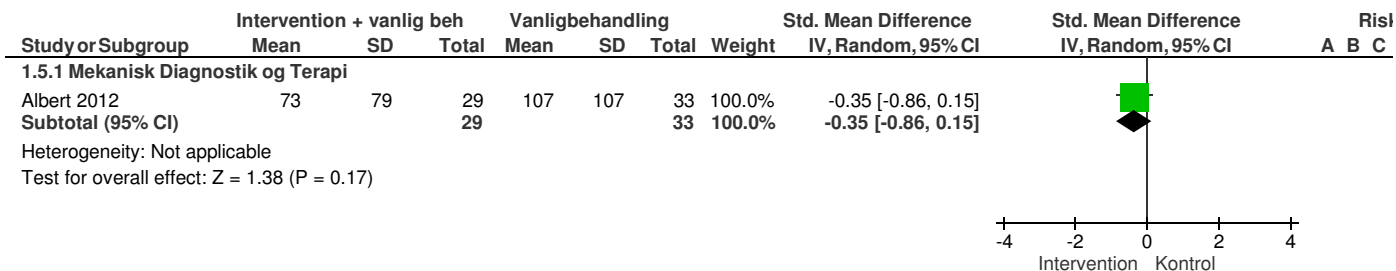 Intervention + vanlig beh Vanligbehandling Std. Mean Difference Std. Mean Difference Risk
Study or Subgroup Mean SD Total Mean SD Total Weight IV, Random, 95% CI IV, Random, 95% CI A B C
1.5.1 Mekanisk Diagnostik og Terapi
Albert 2012 73 79 29 107 107 33 100.0% -0.35 [-0.86, 0.15]
Subtotal (95% CI) 29 33 100.0% -0.35 [-0.86, 0.15]
Heterogeneity: Not applicable
Test for overall effect: Z = 1.38 (P = 0.17)
-4 -2 0 2 4
Intervention Kontrol